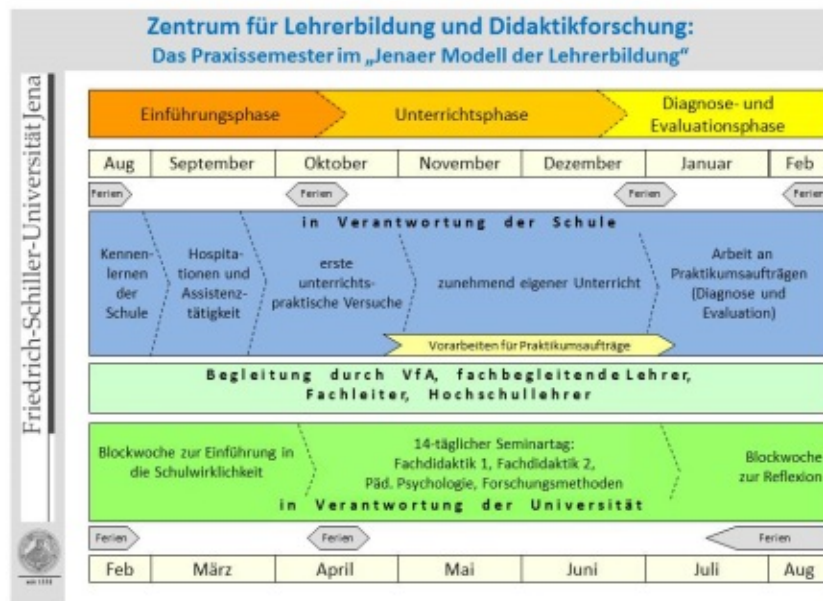 Zentrum für Lehrerbildung und Didaktikforschung:
Das Praxissemester im „Jenaer Modell der Lehrerbildung“
Friedrich-Schiller-Universität Jena
Einführungsphase
Unterrichtsphase
Diagnose- und
Evaluationsphase
Aug
September
Oktober
November
Dezember
Januar
Feb
Ferien
Ferien
Ferien
Ferien
in Verantwortung der Schule
Kennen-
lernen
der
Schule
Hospita-
tionen und
Assistenz-
tätigkeit
erste
unterrichts-
praktische Versuche
zunehmend eigener Unterricht
Arbeit an
Praktikumsaufträgen
(Diagnose und
Evaluation)
Vorarbeiten für Praktikumsaufträge
Begleitung durch VfA, fachbegleitende Lehrer,
Fachleiter, Hochschullehrer
Blockwoche zur Einführung in
die Schulwirklichkeit
14-täglicher Seminartag:
Fachdidaktik 1, Fachdidaktik 2,
Päd. Psychologie, Forschungsmethoden
Blockwoche
zur Reflexion
in Verantwortung der Universität
Ferien
Ferien
Ferien
Feb
März
April
Mai
Juni
Juli
Aug